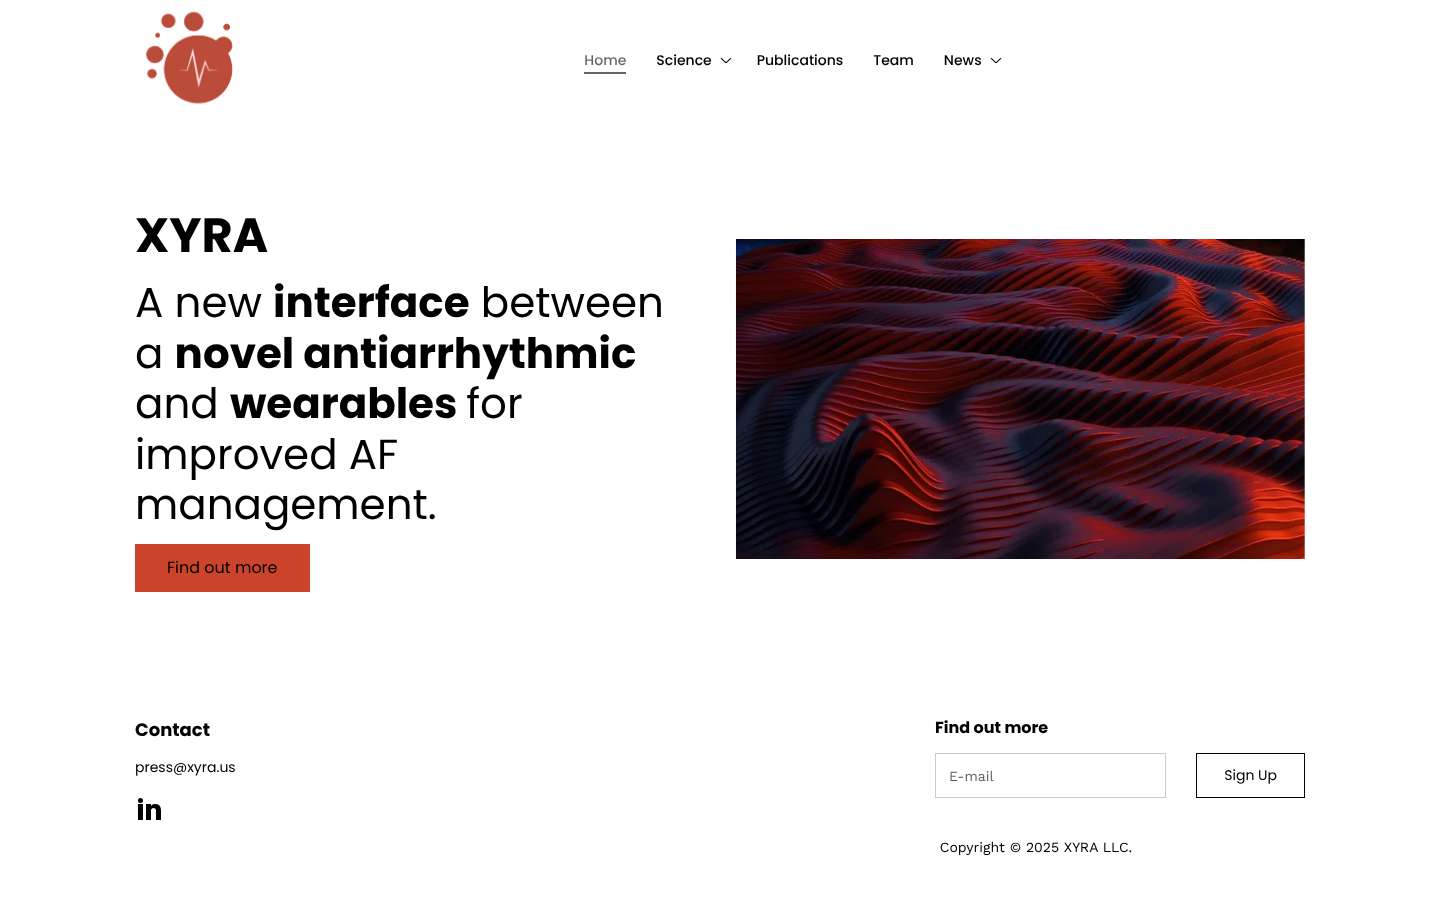 Home Science Publications Team News
XYRA
A new interface between
a novel antiarrhythmic
and wearables for
improved AF
management.
Find out more
Contact
press@xyra.us
in
Find out more
E-mail
Sign Up
Copyright © 2025 XYRA LLC.